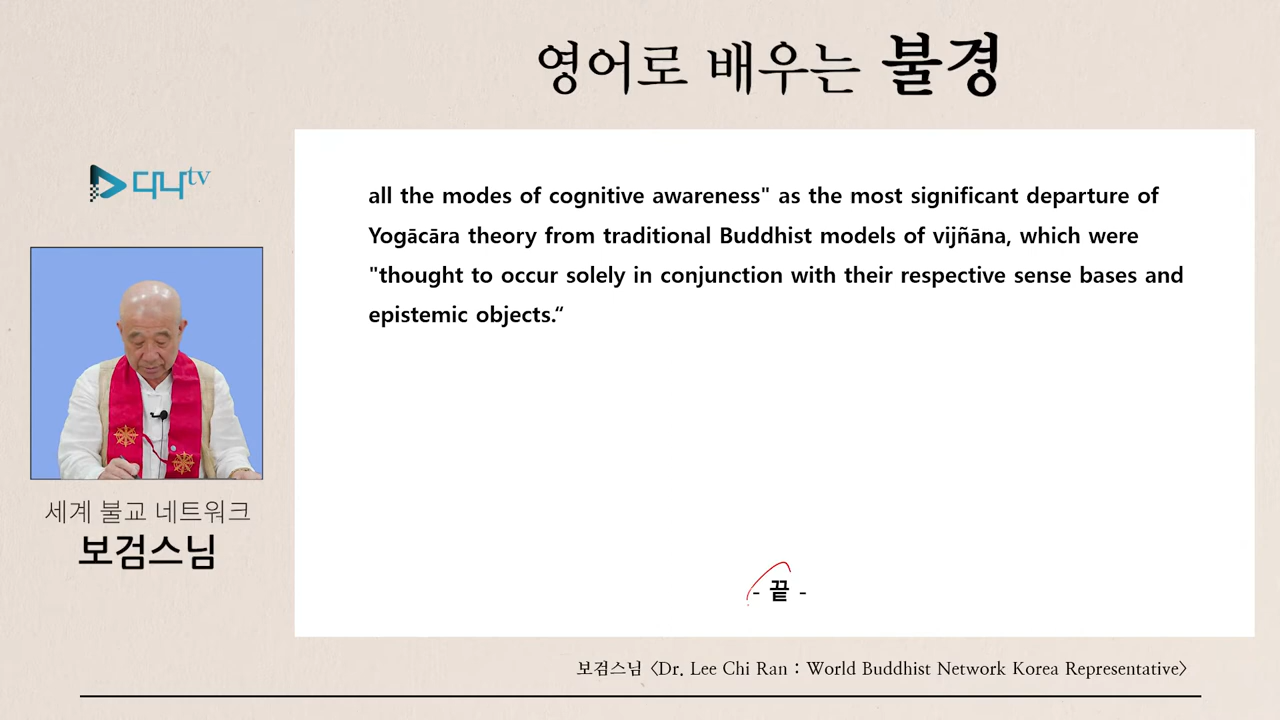 영어로 배우는 불경
디나tv
all the modes of cognitive awareness" as the most significant departure of
Yogācāra theory from traditional Buddhist models of vijñāna, which were
"thought to occur solely in conjunction with their respective sense bases and
epistemic objects.“
세계 불교 네트워크
보검스님
- 끝 -
보검스님 〈Dr. Lee Chi Ran : World Buddhist Network Korea Representative〉